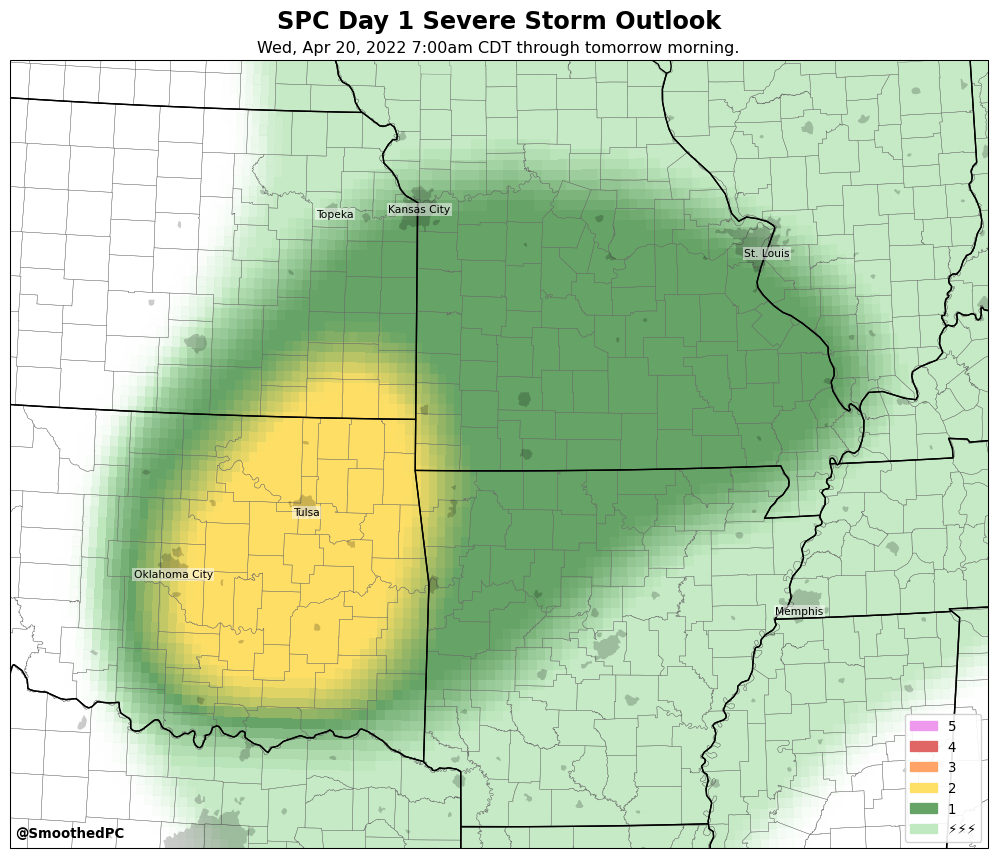 SPC Day 1 Severe Storm Outlook
Wed, Apr 20, 2022 7:00am CDT through tomorrow morning.
Topeka
Kansas City
St. Louis
Tulsa
Oklahoma City
Memphis
5
4
3
2
1
⚡⚡⚡
@SmoothedPC